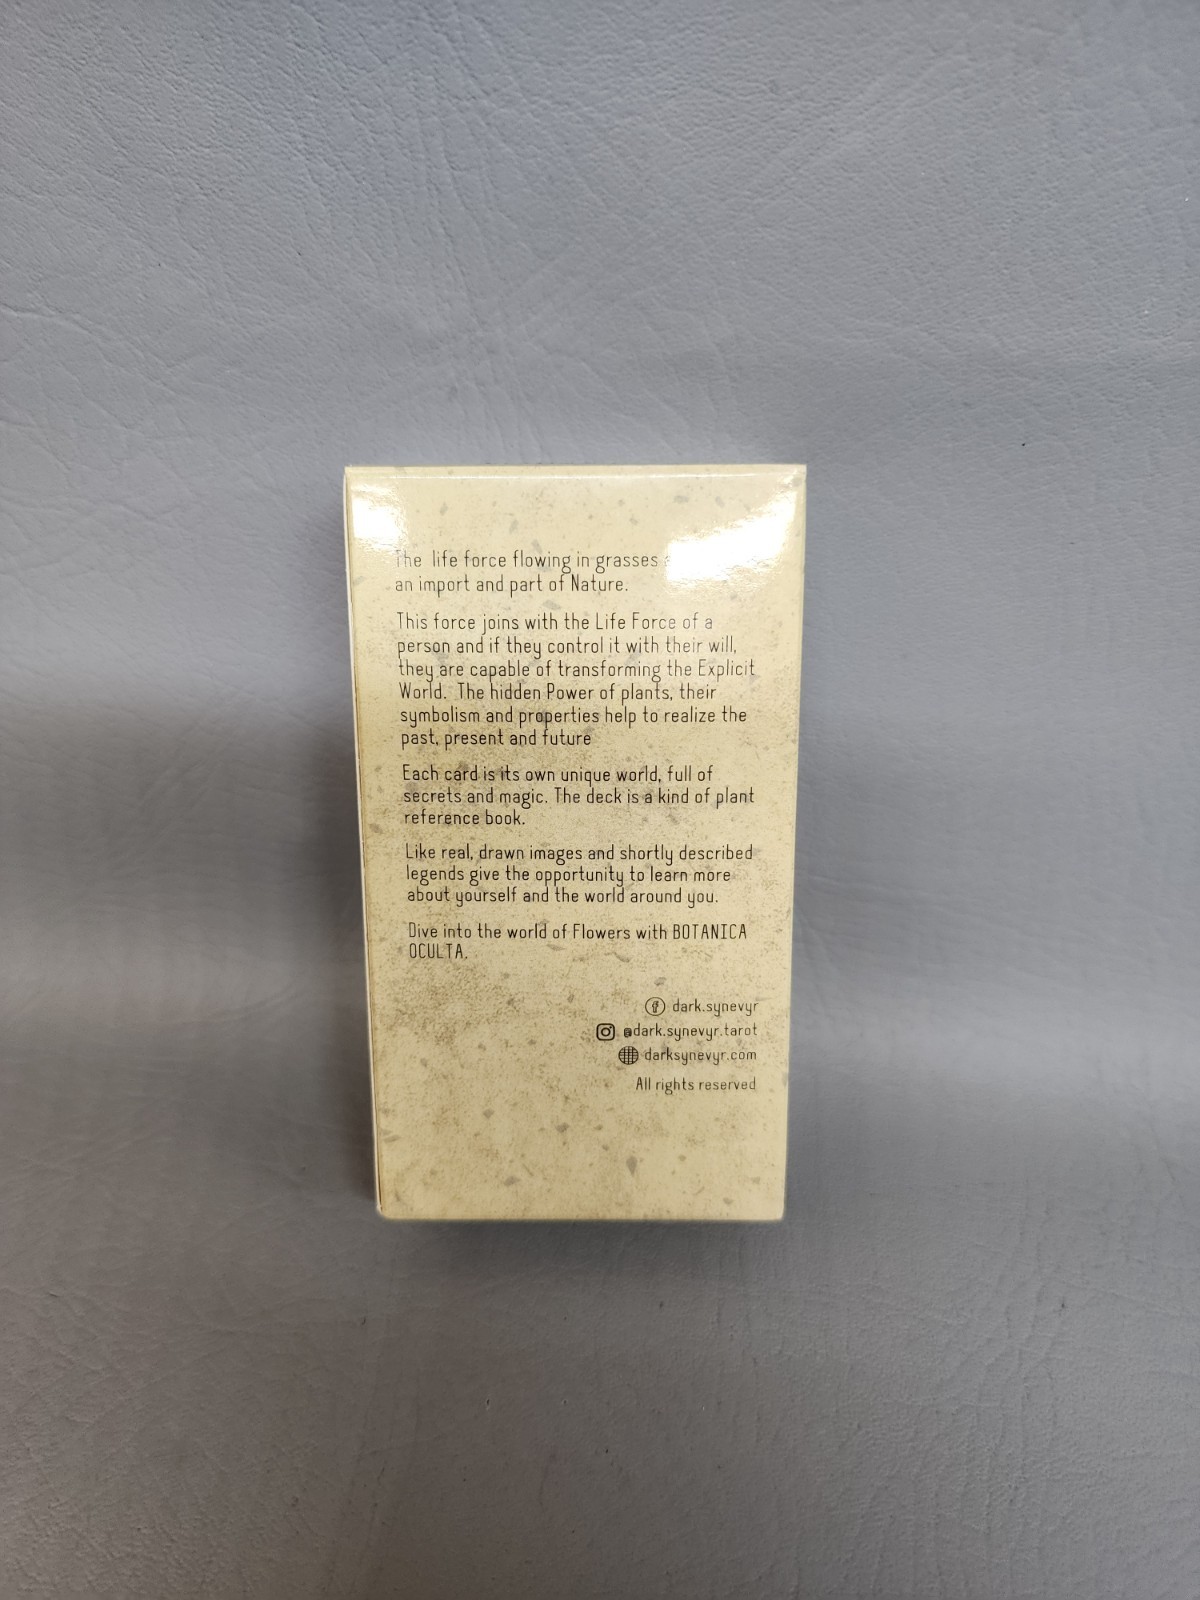 The life force flowing in grasses
an import and part of Nature.
This force joins with the Life Force of a
person and if they control it with their will,
they are capable of transforming the Explicit
World. The hidden Power of plants, their
symbolism and properties help to realize the
past, present and future
Each card is its own unique world, full of
secrets and magic. The deck is a kind of plant
reference book.
Like real, drawn images and shortly described
legends give the opportunity to learn more
about yourself and the world around you.
Dive into the world of Flowers with BOTANICA
OCULTA.
dark.synevyr
@dark.synevyr.tarot
darksynevyr.com
All rights reserved